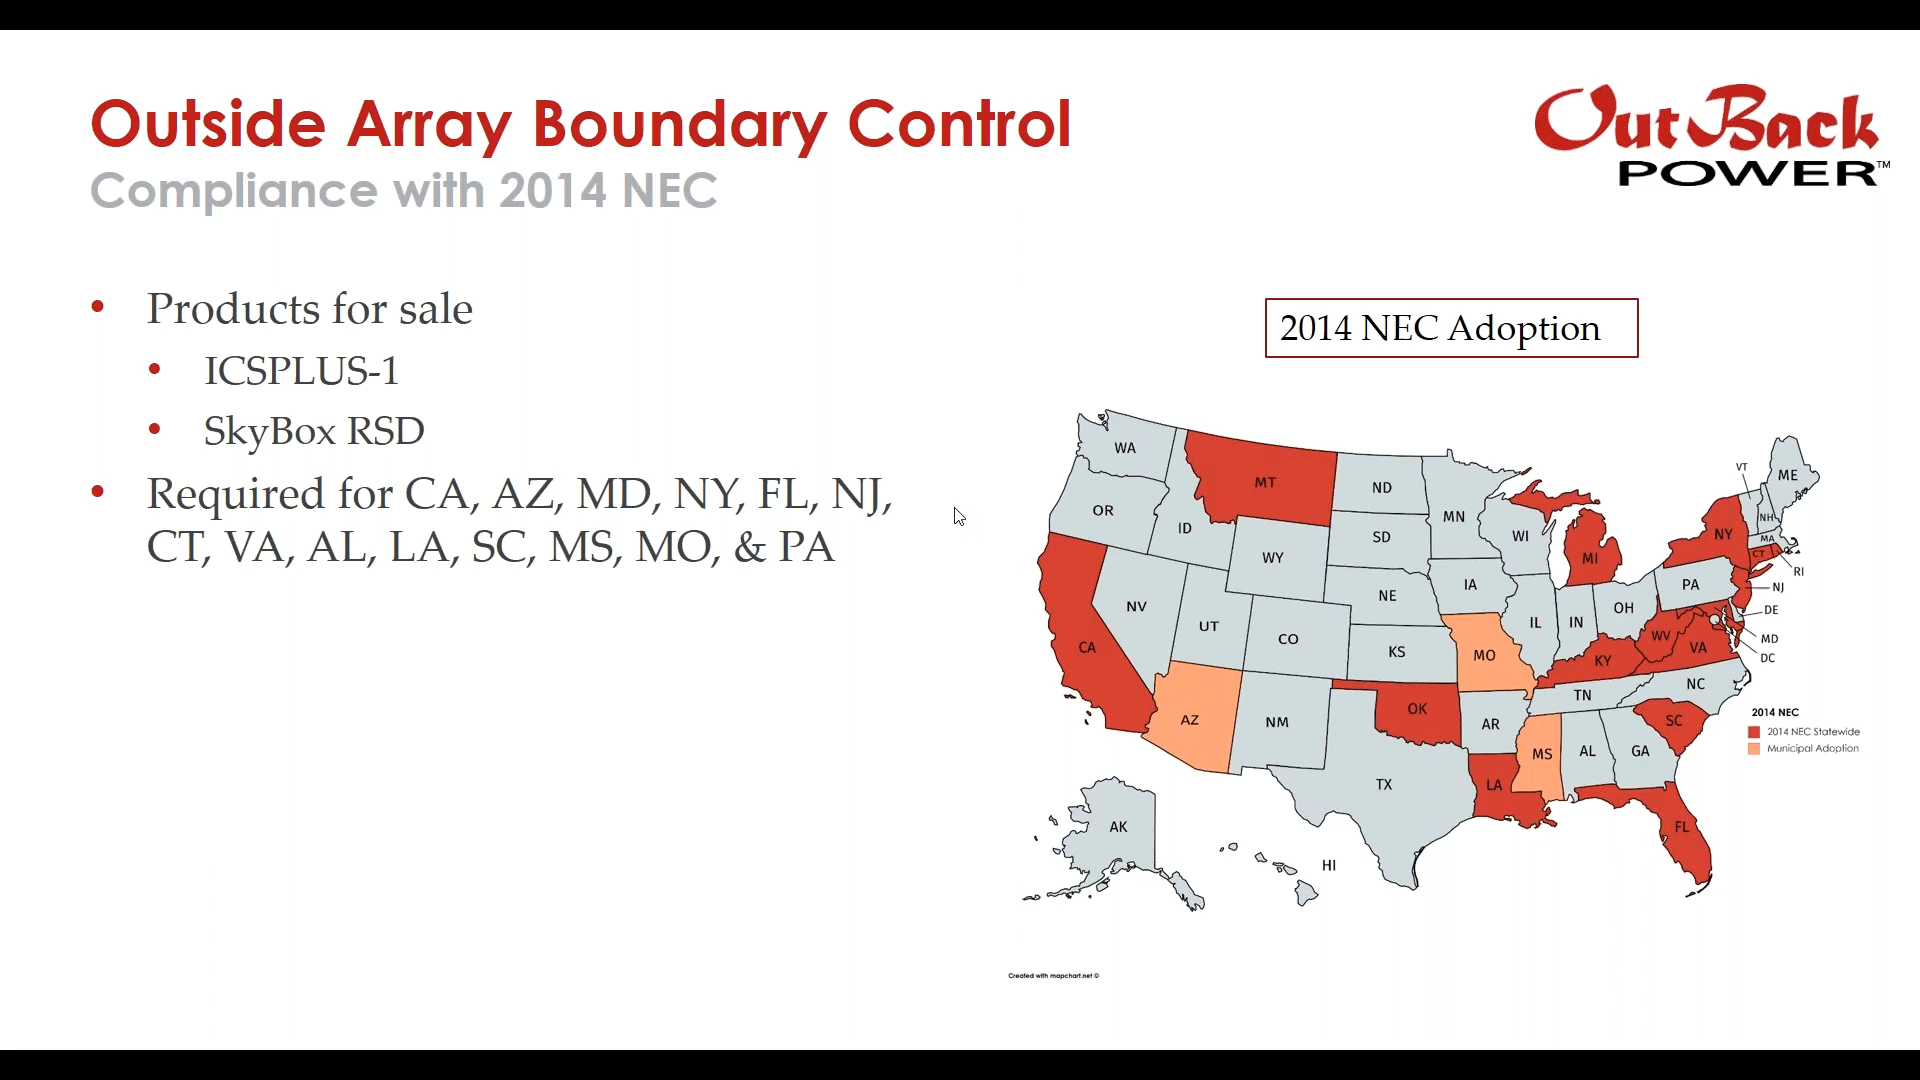 Outside Array Boundary Control
Compliance with 2014 NEC
OutBack
POWER™
• Products for sale
• ICSPLUS-1
• SkyBox RSD
• Required for CA, AZ, MD, NY, FL, NJ,
CT, VA, AL, LA, SC, MS, MO, & PA
2014 NEC Adoption
WA
MT
ND
MN
VT
ME
OR
ID
SD
WI
NH
NY
MA
WY
MI
CT
RI
IA
PA
NJ
NV
NE
OH
DE
UT
CO
IL
IN
WV
MD
CA
KS
MO
KY
VA
DC
NC
TN
AZ
NM
OK
AR
SC
MS
AL
GA
TX
LA
FL
AK
HI
2014 NEC
2014 NEC Statewide
Municipal Adoption
Created with mapchart.net ©